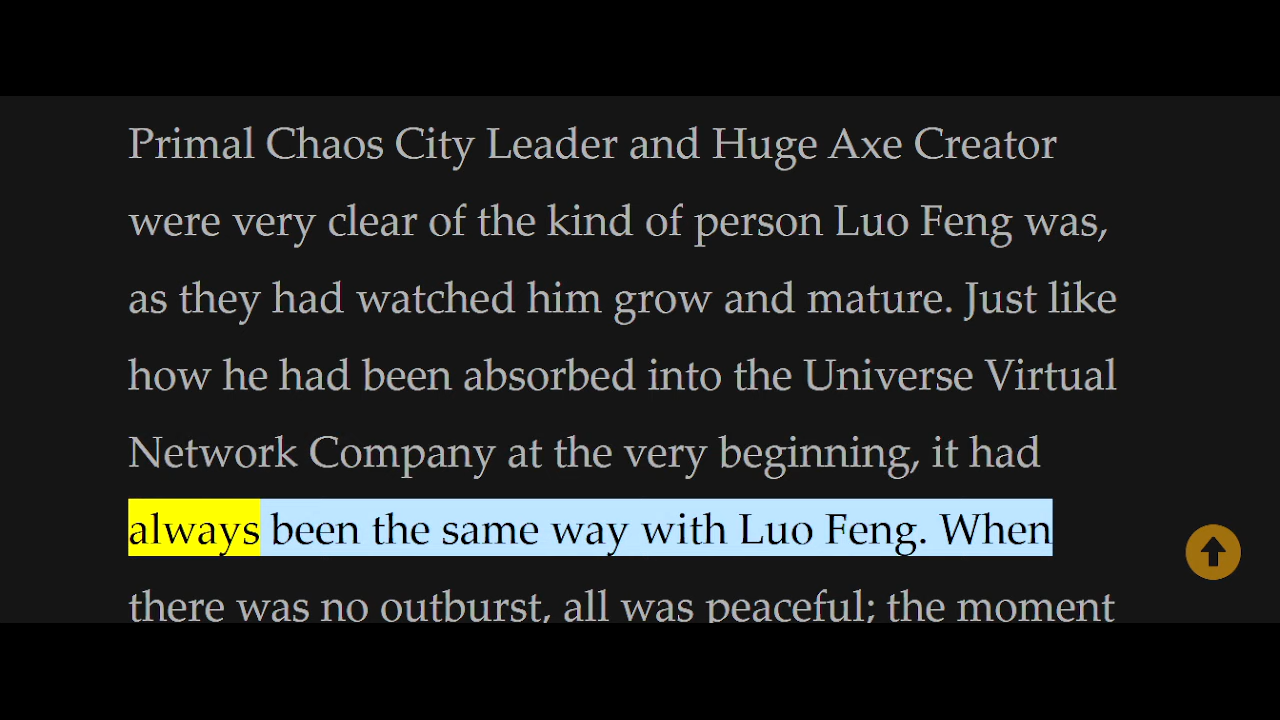 Primal Chaos City Leader and Huge Axe Creator
were very clear of the kind of person Luo Feng was,
as they had watched him grow and mature. Just like
how he had been absorbed into the Universe Virtual
Network Company at the very beginning, it had
always been the same way with Luo Feng. When
there was no outburst, all was peaceful; the moment